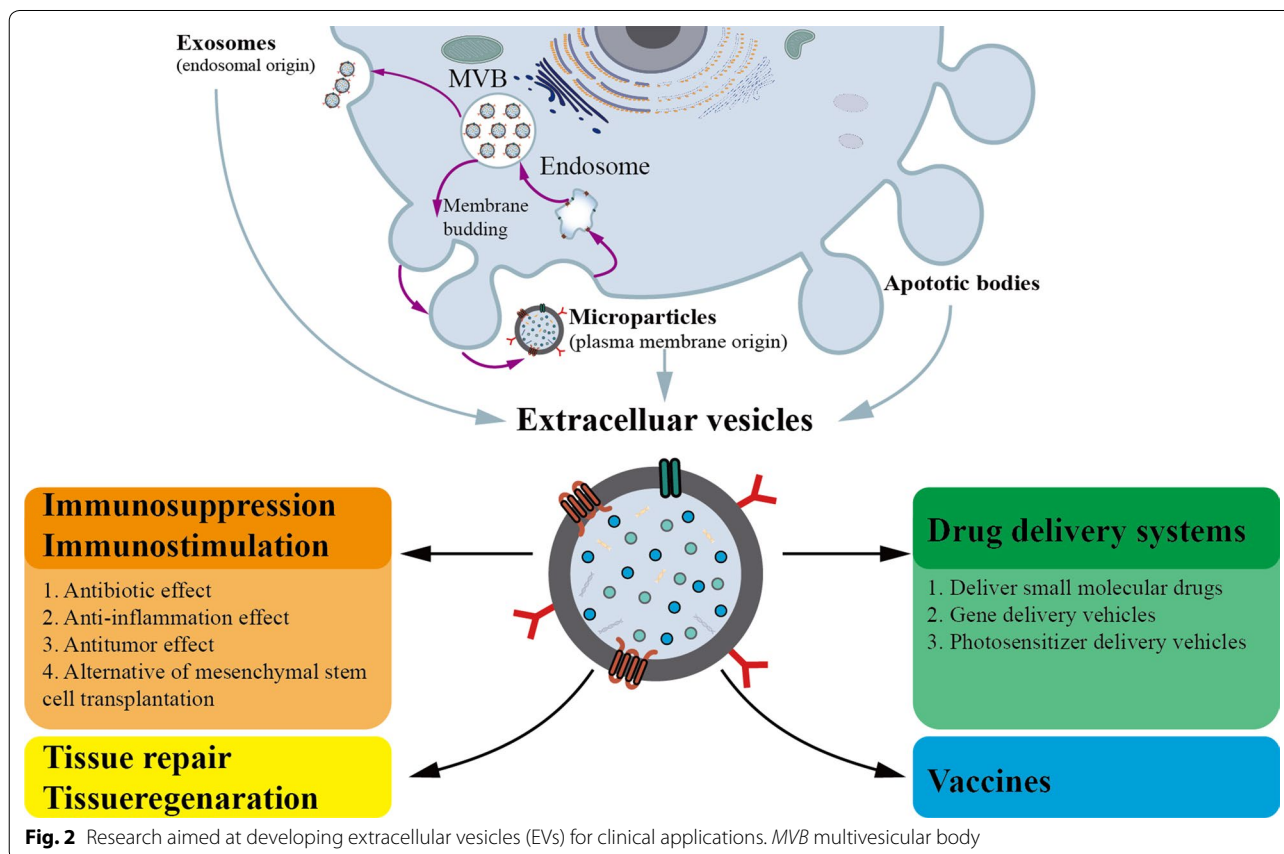 Exosomes
(endosomal origin)
MVB
Endosome
Membrane
budding
Apototic bodies
Microparticles
(plasma membrane origin)
Extracelluar vesicles
Immunosuppression
Immunostimulation
1. Antibiotic effect
2. Anti-inflammation effect
3. Antitumor effect
4. Alternative of mesenchymal stem
cell transplantation
Drug delivery systems
1. Deliver small molecular drugs
2. Gene delivery vehicles
3. Photosensitizer delivery vehicles
Tissue repair
Tissueregenaration
Vaccines
Fig. 2 Research aimed at developing extracellular vesicles (EVs) for clinical applications. MVB multivesicular body